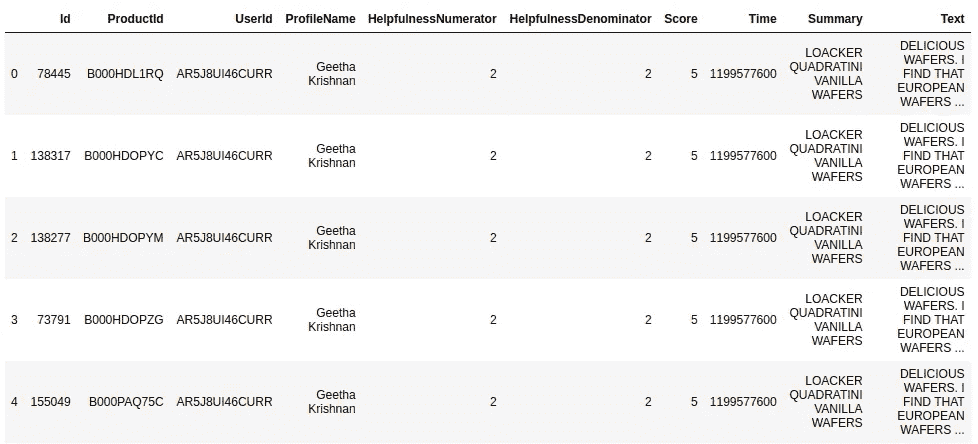 Id ProductId UserId ProfileName HelpfulnessNumerator HelpfulnessDenominator Score Time Summary Text
0 78445 B000HDL1RQ AR5J8UI46CURR Geetha Krishnan 2 2 5 1199577600 LOACKER QUADRATINI VANILLA WAFERS DELICIOUS WAFERS. I FIND THAT EUROPEAN WAFERS ...
1 138317 B000HDOPYC AR5J8UI46CURR Geetha Krishnan 2 2 5 1199577600 LOACKER QUADRATINI VANILLA WAFERS DELICIOUS WAFERS. I FIND THAT EUROPEAN WAFERS ...
2 138277 B000HDOPYM AR5J8UI46CURR Geetha Krishnan 2 2 5 1199577600 LOACKER QUADRATINI VANILLA WAFERS DELICIOUS WAFERS. I FIND THAT EUROPEAN WAFERS ...
3 73791 B000HDOPZG AR5J8UI46CURR Geetha Krishnan 2 2 5 1199577600 LOACKER QUADRATINI VANILLA WAFERS DELICIOUS WAFERS. I FIND THAT EUROPEAN WAFERS ...
4 155049 B000PAQ75C AR5J8UI46CURR Geetha Krishnan 2 2 5 1199577600 LOACKER QUADRATINI VANILLA WAFERS DELICIOUS WAFERS. I FIND THAT EUROPEAN WAFERS ...